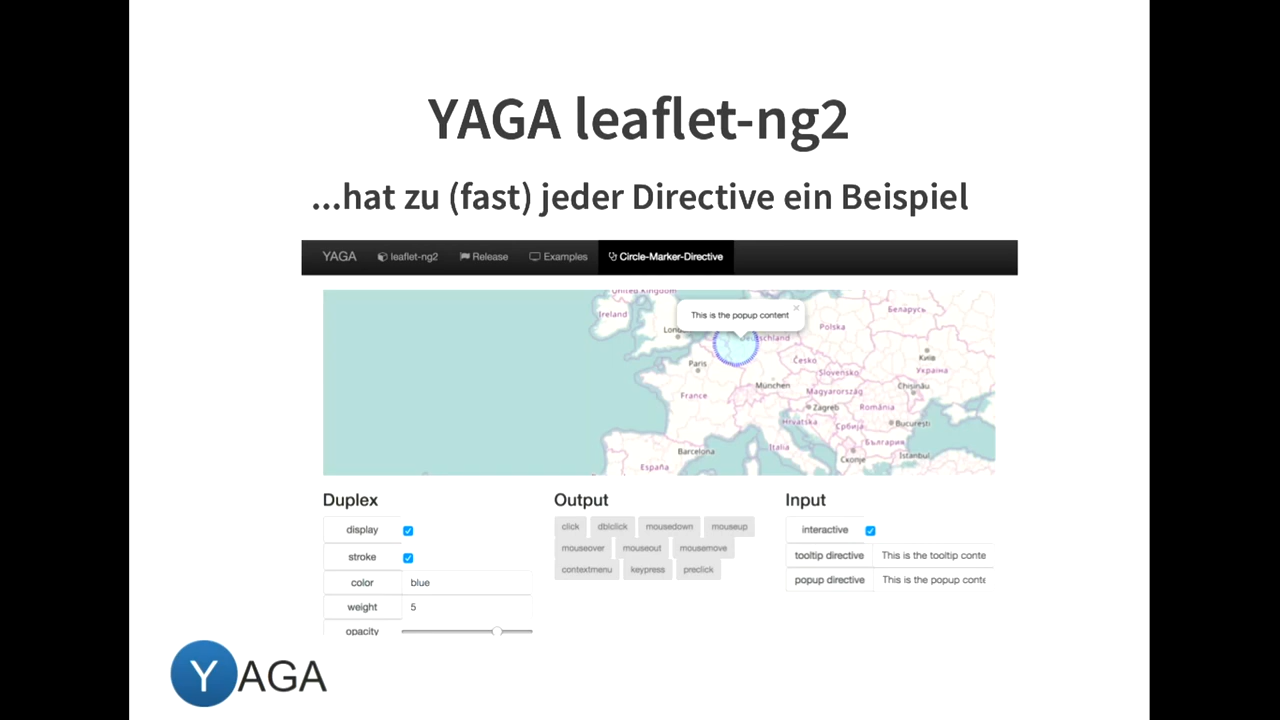 YAGA leaflet-ng2
...hat zu (fast) jeder Directive ein Beispiel
YAGA leaflet-ng2 Release Examples Circle-Marker-Directive
United Kingdom
Ireland
This is the popup content ×
Беларусь
Polska
Deutschland
Paris
Česko
Київ
Україна
Slovensko
München
Magyarország
Chișinău
France
Zagreb
România
Hrvatska
Србија
București
България
Barcelona
Italia
Скопје
İstanbul
España
Duplex
display
stroke
color blue
weight 5
opacity
Output
click dblclick mousedown mouseup
mouseover mouseout mousemove
contextmenu keypress preclick
Input
interactive
tooltip directive This is the tooltip conte
popup directive This is the popup conte
YAGA